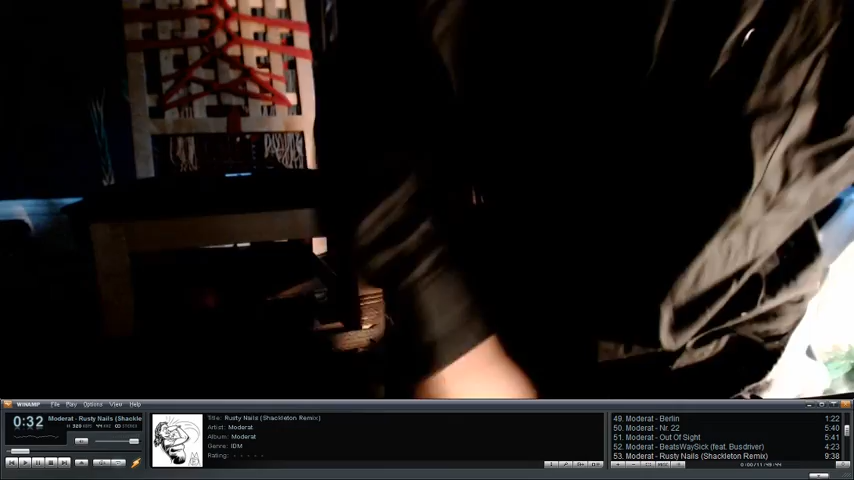 WINAMP File Play Options View Help
0:32 Moderat - Rusty Nails (Shackle
Title: Rusty Nails (Shackleton Remix)
Artist: Moderat
Album: Moderat
Genre: IDM
Rating:
49. Moderat - Berlin 1:22
50. Moderat - Nr. 22 5:40
51. Moderat - Out Of Sight 5:41
52. Moderat - BeatsWaySick (feat. Busdriver) 4:23
53. Moderat - Rusty Nails (Shackleton Remix) 9:38